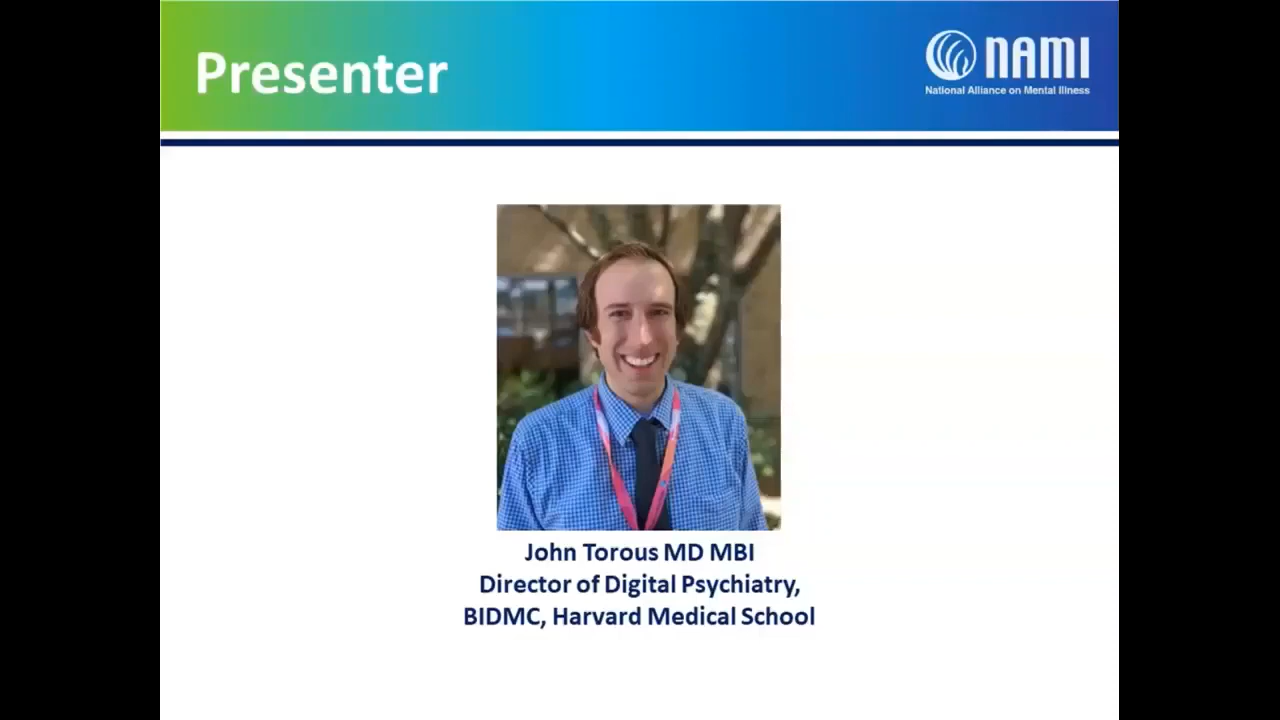 Presenter
NAMI
National Alliance on Mental Illness
John Torous MD MBI
Director of Digital Psychiatry,
BIDMC, Harvard Medical School